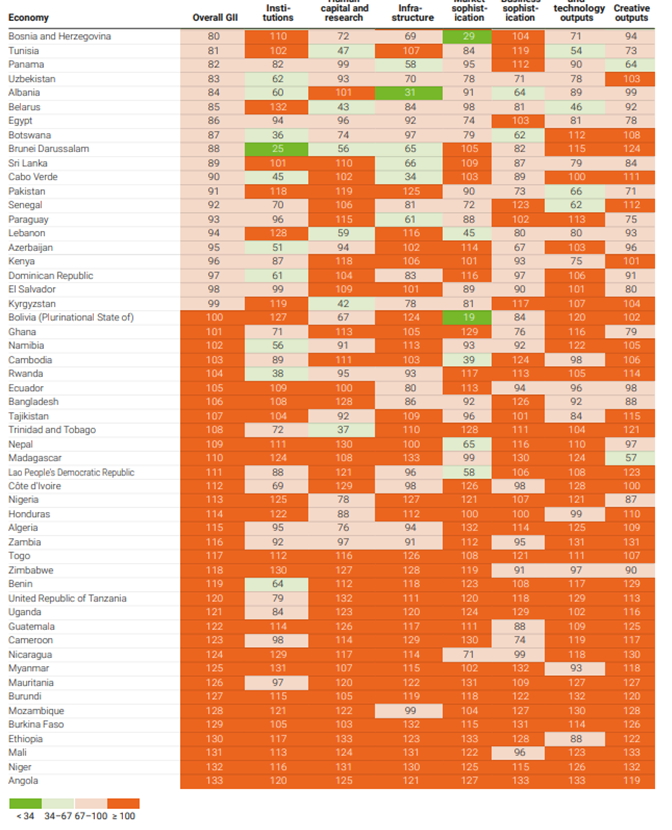 Economy Overall GII Insti- tutions Human capital and research Infra- structure Market sophist- ication Business sophist- ication and technology outputs Creative outputs
Bosnia and Herzegovina 80 110 72 69 29 104 71 94
Tunisia 81 102 47 107 84 119 54 73
Panama 82 82 99 58 95 112 90 64
Uzbekistan 83 62 93 70 78 71 78 103
Albania 84 60 101 31 91 64 89 99
Belarus 85 132 43 84 98 81 46 92
Egypt 86 94 96 92 74 103 81 78
Botswana 87 36 74 97 79 62 112 108
Brunei Darussalam 88 25 56 65 105 82 115 124
Sri Lanka 89 101 110 66 109 87 79 84
Cabo Verde 90 45 102 34 103 89 100 111
Pakistan 91 118 119 125 90 73 66 71
Senegal 92 70 106 81 72 123 62 112
Paraguay 93 96 115 61 88 102 113 75
Lebanon 94 128 59 116 45 80 80 93
Azerbaijan 95 51 94 102 114 67 103 96
Kenya 96 87 118 106 101 93 75 101
Dominican Republic 97 61 104 83 116 97 106 91
El Salvador 98 99 109 101 89 90 101 80
Kyrgyzstan 99 119 42 78 81 117 107 104
Bolivia (Plurinational State of) 100 127 67 124 19 84 120 102
Ghana 101 71 113 105 129 76 116 79
Namibia 102 56 91 113 93 92 122 105
Cambodia 103 89 111 103 39 124 98 106
Rwanda 104 38 95 93 117 113 105 114
Ecuador 105 109 100 80 113 94 96 98
Bangladesh 106 108 128 86 92 126 92 88
Tajikistan 107 104 92 109 96 101 84 115
Trinidad and Tobago 108 72 37 110 128 111 104 121
Nepal 109 111 130 100 65 116 110 97
Madagascar 110 124 108 133 99 130 124 57
Lao People's Democratic Republic 111 88 121 96 58 106 108 123
Côte d'Ivoire 112 69 129 98 126 98 128 100
Nigeria 113 125 78 127 121 107 121 87
Honduras 114 122 88 112 100 100 99 110
Algeria 115 95 76 94 132 114 125 109
Zambia 116 92 97 91 112 95 131 131
Togo 117 112 116 126 108 121 111 107
Zimbabwe 118 130 127 128 119 91 97 90
Benin 119 64 112 118 123 108 117 129
United Republic of Tanzania 120 79 132 111 120 118 129 113
Uganda 121 84 123 120 124 129 102 116
Guatemala 122 114 126 117 111 88 109 125
Cameroon 123 98 114 129 130 74 119 117
Nicaragua 124 129 117 114 71 99 118 130
Myanmar 125 131 107 115 102 132 93 118
Mauritania 126 97 120 122 131 109 127 127
Burundi 127 115 105 119 118 122 132 120
Mozambique 128 121 122 99 104 127 130 128
Burkina Faso 129 105 103 132 115 131 114 126
Ethiopia 130 117 133 123 133 128 88 122
Mali 131 113 124 131 122 96 123 133
Niger 132 116 131 130 125 115 126 132
Angola 133 120 125 121 127 133 133 119
< 34 34–67 67–100 ≥ 100